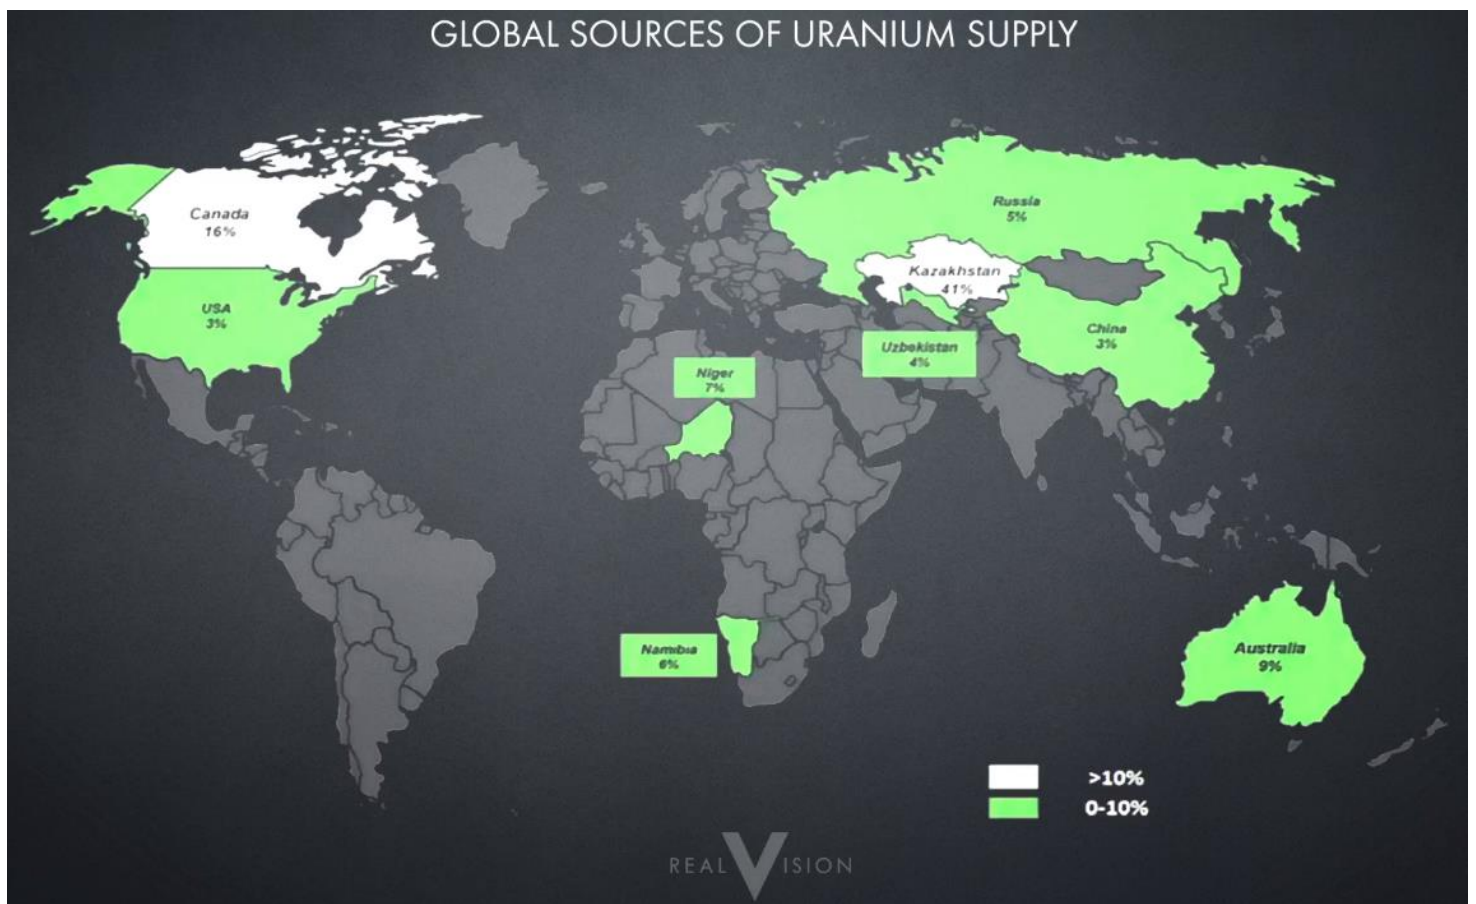 GLOBAL SOURCES OF URANIUM SUPPLY
Canada
16%
Russia
5%
Kazakhstan
41%
USA
3%
China
3%
Uzbekistan
4%
Niger
7%
Namibia
6%
Australia
9%
>10%
0-10%
REAL VISION